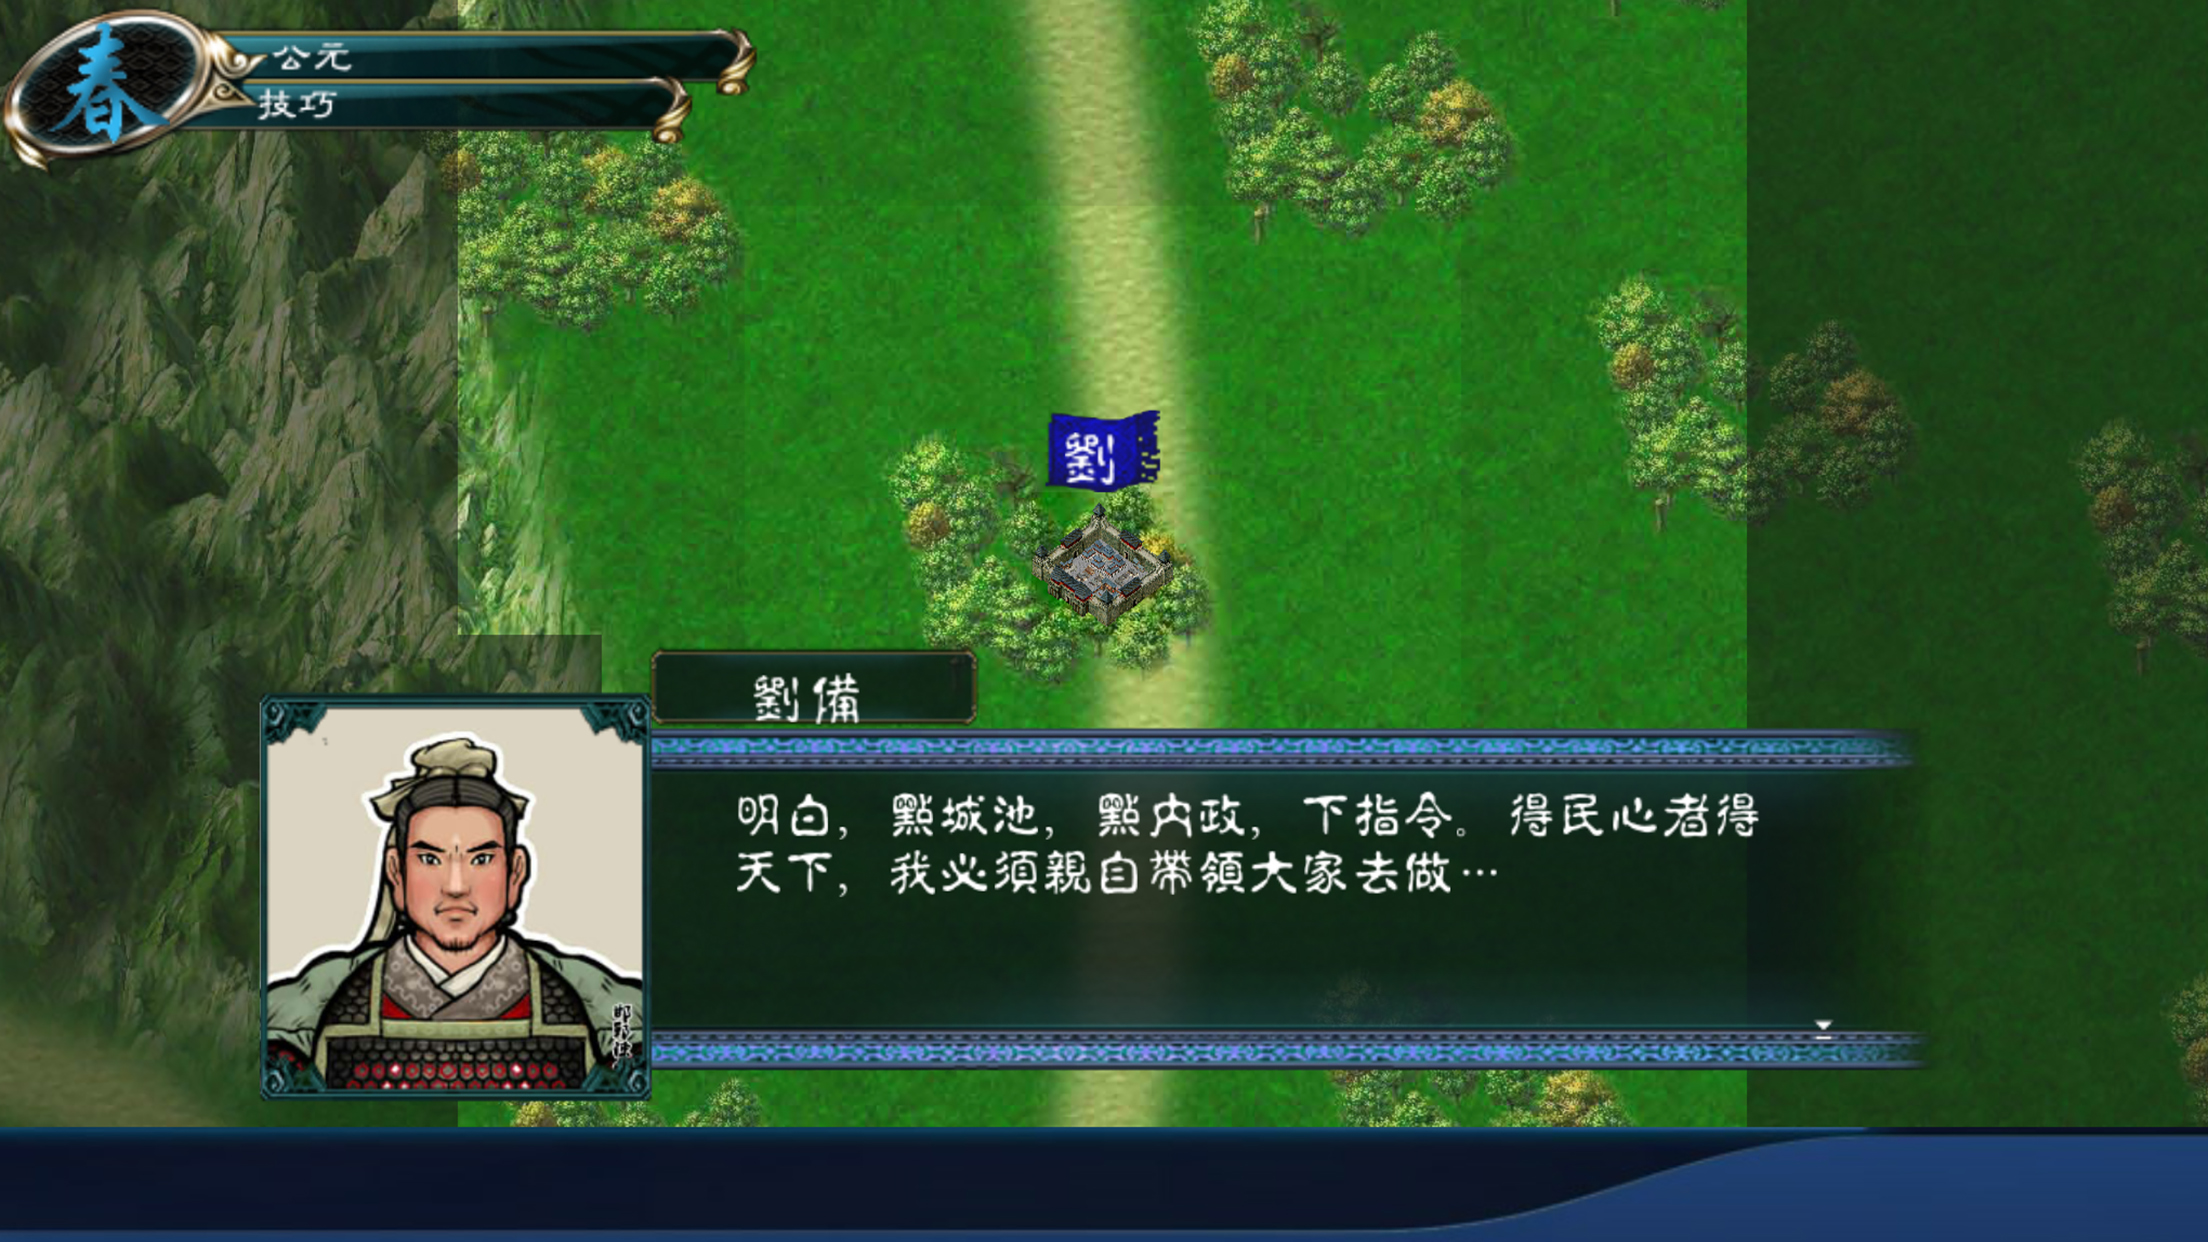 春
公元
技巧
劉
劉備
明白，點城池，點內政，下指令。得民心者得
天下，我必須親自帶領大家去做…